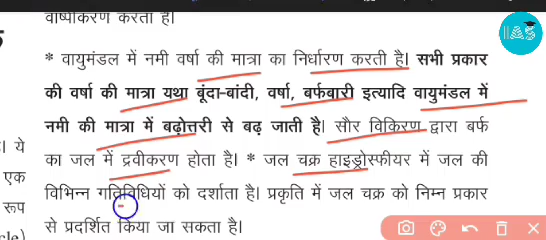 वाष्पीकरण करता है।
IAS
* वायुमंडल में नमी वर्षा की मात्रा का निर्धारण करती है। सभी प्रकार
की वर्षा की मात्रा यथा बूंदा-बांदी, वर्षा, बर्फबारी इत्यादि वायुमंडल में
नमी की मात्रा में बढ़ोत्तरी से बढ़ जाती है। सौर विकिरण द्वारा बर्फ
है। ये
का जल में द्रवीकरण होता है। * जल चक्र हाइड्रोस्फीयर में जल की
एक
विभिन्न गतिविधियों को दर्शाता है। प्रकृति में जल चक्र को निम्न प्रकार
रूप
से प्रदर्शित किया जा सकता है।